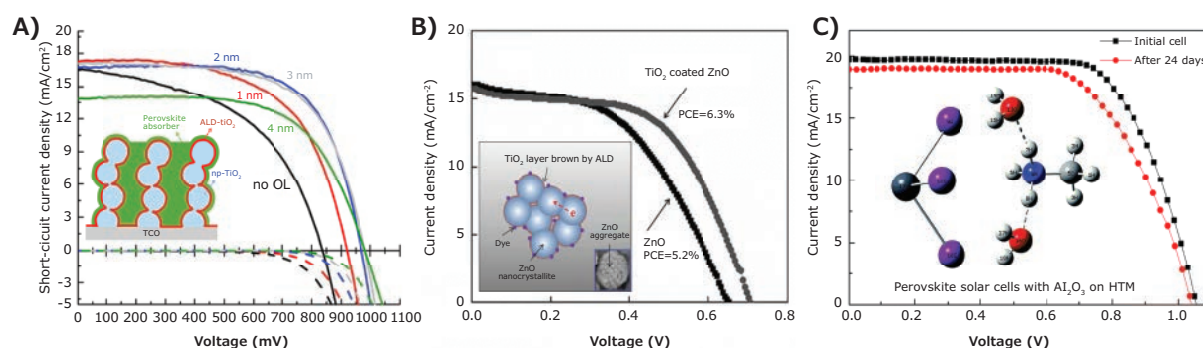 A)
Short-cicuit current density (mA/cm²)
20
18
17
15
12
9
6
3
0
-3
-5
2 nm
3 nm
1 nm
4 nm
no OL
Perovskite
absorber
ALD-tiO₂
np-TiO₂
TCO
0 100 200 300 400 500 600 700 800 900 1000 1100
Voltage (mV)
B)
Current density (mA/cm⁻²)
20
15
10
5
0
TiO₂ coated ZnO
PCE=6.3%
ZnO
PCE=5.2%
TiO₂ layer brown by ALD
e
Dye
ZnO
nanocrystallite
ZnO
aggregate
0.0 0.2 0.4 0.6 0.8
Voltage (V)
C)
Current density (mA/cm⁻²)
20
15
10
5
0
Initial cell
After 24 days
Perovskite solar cells with AI₂O₃ on HTM
0.0 0.2 0.4 0.6 0.8 1.0
Voltage (V)